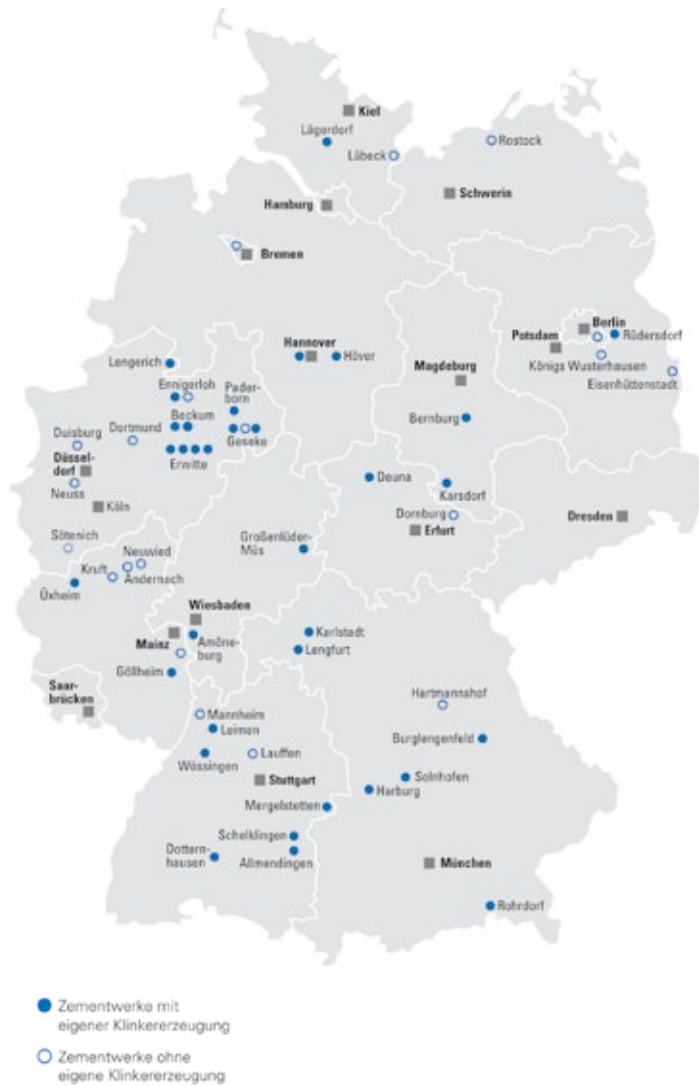 Kiel
Lägerdorf
Lübeck
Rostock
Schwerin
Hamburg
Bremen
Berlin
Potsdam
Rüdersdorf
Königs Wusterhausen
Eisenhüttenstadt
Hannover
Höver
Magdeburg
Lengerich
Ennigerloh
Pader-
born
Beckum
Bernburg
Duisburg
Dortmund
Geseke
Düssel-
dorf
Erwitte
Neuss
Deuna
Karsdorf
Köln
Dornburg
Erfurt
Dresden
Sötenich
Großenlüder-
Müs
Neuwied
Kruft
Andernach
Üxheim
Wiesbaden
Mainz
Amöne-
burg
Karlstadt
Lengfurt
Göllheim
Saar-
brücken
Hartmannshof
Mannheim
Leimen
Lauffen
Burglengenfeld
Wössingen
Solnhofen
Stuttgart
Harburg
Mergelstetten
Schelklingen
Dottern-
hausen
Allmendingen
München
Rohrdorf
Zementwerke mit
eigener Klinkererzeugung
Zementwerke ohne
eigene Klinkererzeugung